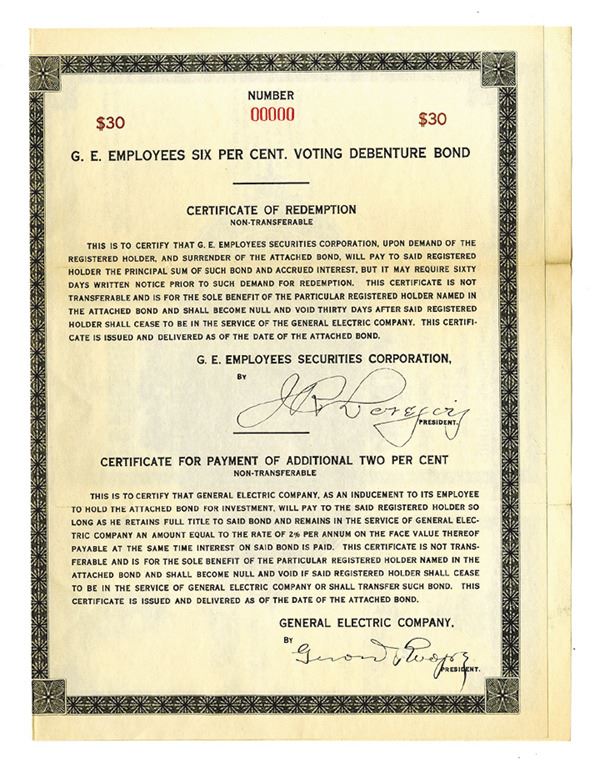 NUMBER
00000
$30 $30
G. E. EMPLOYEES SIX PER CENT. VOTING DEBENTURE BOND
CERTIFICATE OF REDEMPTION
NON-TRANSFERABLE
THIS IS TO CERTIFY THAT G. E. EMPLOYEES SECURITIES CORPORATION, UPON DEMAND OF THE
REGISTERED HOLDER, AND SURRENDER OF THE ATTACHED BOND, WILL PAY TO SAID REGISTERED
HOLDER THE PRINCIPAL SUM OF SUCH BOND AND ACCRUED INTEREST, BUT IT MAY REQUIRE SIXTY
DAYS WRITTEN NOTICE PRIOR TO SUCH DEMAND FOR REDEMPTION. THIS CERTIFICATE IS NOT
TRANSFERABLE AND IS FOR THE SOLE BENEFIT OF THE PARTICULAR REGISTERED HOLDER NAMED IN
THE ATTACHED BOND AND SHALL BECOME NULL AND VOID THIRTY DAYS AFTER SAID REGISTERED
HOLDER SHALL CEASE TO BE IN THE SERVICE OF THE GENERAL ELECTRIC COMPANY. THIS CERTIFI-
CATE IS ISSUED AND DELIVERED AS OF THE DATE OF THE ATTACHED BOND.
G. E. EMPLOYEES SECURITIES CORPORATION,
BY
PRESIDENT.
CERTIFICATE FOR PAYMENT OF ADDITIONAL TWO PER CENT
NON-TRANSFERABLE
THIS IS TO CERTIFY THAT GENERAL ELECTRIC COMPANY, AS AN INDUCEMENT TO ITS EMPLOYEE
TO HOLD THE ATTACHED BOND FOR INVESTMENT, WILL PAY TO THE SAID REGISTERED HOLDER SO
LONG AS HE RETAINS FULL TITLE TO SAID BOND AND REMAINS IN THE SERVICE OF GENERAL ELEC-
TRIC COMPANY AN AMOUNT EQUAL TO THE RATE OF 2% PER ANNUM ON THE FACE VALUE THEREOF
PAYABLE AT THE SAME TIME INTEREST ON SAID BOND IS PAID. THIS CERTIFICATE IS NOT TRANS-
FERABLE AND IS FOR THE SOLE BENEFIT OF THE PARTICULAR REGISTERED HOLDER NAMED IN THE
ATTACHED BOND AND SHALL BECOME NULL AND VOID IF SAID REGISTERED HOLDER SHALL CEASE
TO BE IN THE SERVICE OF GENERAL ELECTRIC COMPANY OR SHALL TRANSFER SUCH BOND. THIS
CERTIFICATE IS ISSUED AND DELIVERED AS OF THE DATE OF THE ATTACHED BOND.
GENERAL ELECTRIC COMPANY.
BY
PRESIDENT.